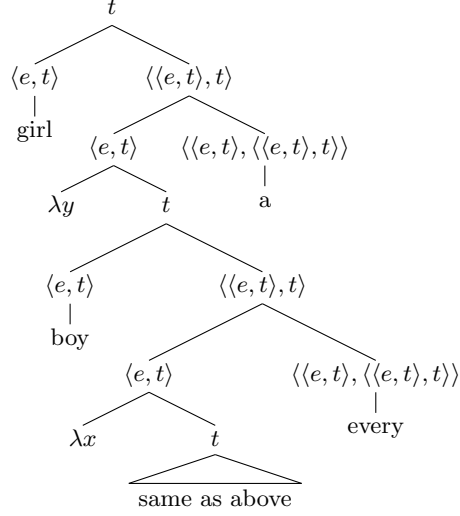 t
⟨e, t⟩ ⟨⟨e, t⟩, t⟩
girl
⟨e, t⟩ ⟨⟨e, t⟩, ⟨⟨e, t⟩, t⟩⟩
λy t a
⟨e, t⟩ ⟨⟨e, t⟩, t⟩
boy
⟨e, t⟩ ⟨⟨e, t⟩, ⟨⟨e, t⟩, t⟩⟩
λx t every
same as above